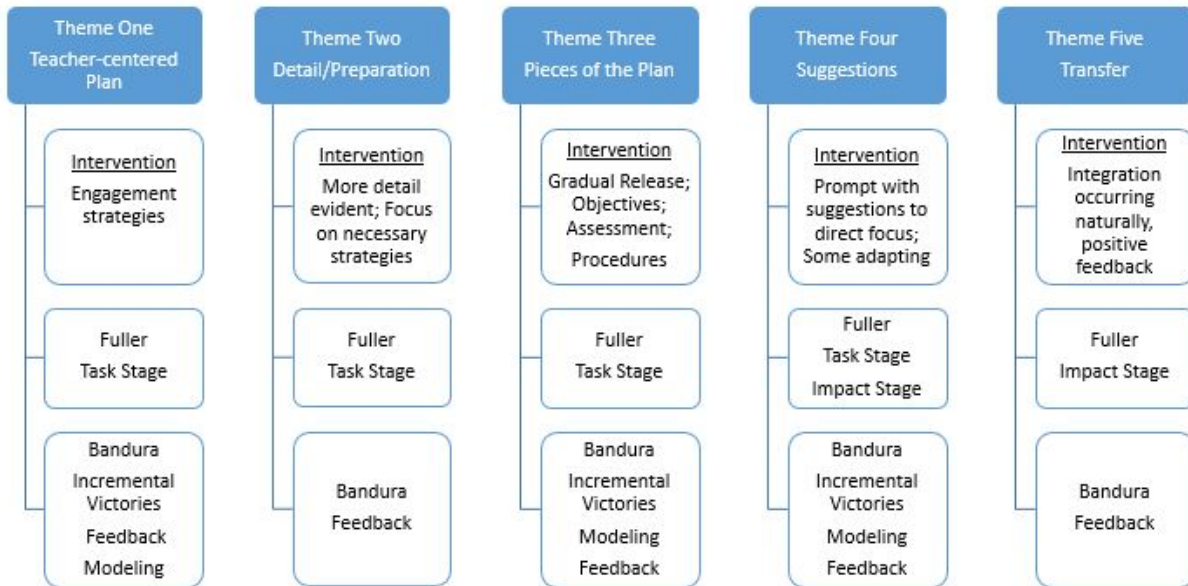 Theme One
Teacher-centered
Plan
Intervention
Engagement
strategies
Fuller
Task Stage
Bandura
Incremental
Victories
Feedback
Modeling
Theme Two
Detail/Preparation
Intervention
More detail
evident; Focus
on necessary
strategies
Fuller
Task Stage
Bandura
Feedback
Theme Three
Pieces of the Plan
Intervention
Gradual Release;
Objectives;
Assessment;
Procedures
Fuller
Task Stage
Bandura
Incremental
Victories
Modeling
Feedback
Theme Four
Suggestions
Intervention
Prompt with
suggestions to
direct focus;
Some adapting
Fuller
Task Stage
Impact Stage
Bandura
Incremental
Victories
Modeling
Feedback
Theme Five
Transfer
Intervention
Integration
occurring
naturally,
positive
feedback
Fuller
Impact Stage
Bandura
Feedback